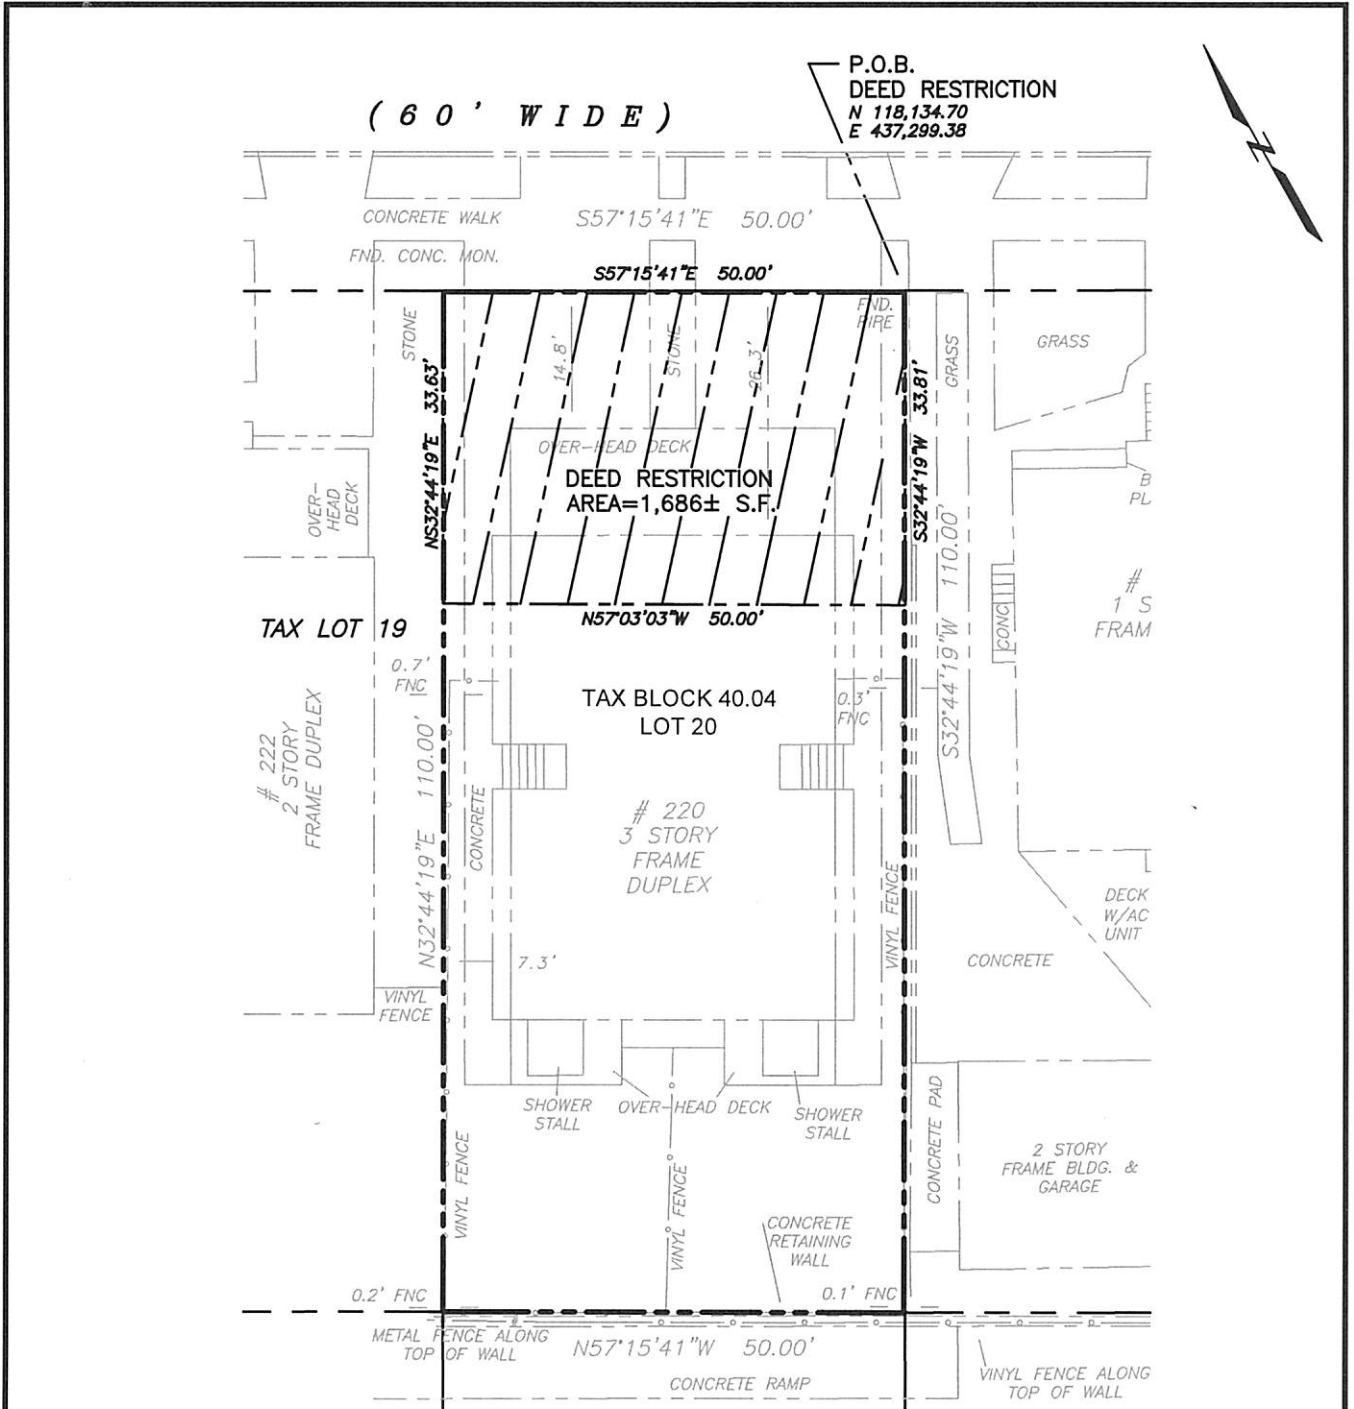 P.O.B.
DEED RESTRICTION
N 118,134.70
E 437,299.38
(60' WIDE)
N
CONCRETE WALK
S57°15'41"E 50.00'
FND. CONC. MON.
S57°15'41"E 50.00'
FND.
PIPE
STONE
14.8'
STONE
26.3'
GRASS
GRASS
NS32°44'19"E 33.63'
S32°44'19"W 33.81'
OVER-HEAD DECK
DEED RESTRICTION
AREA=1,686± S.F.
OVER-
HEAD
DECK
B
PL
S32°44'19"W 110.00'
#
1 S
FRAM
CONC
N57°03'03"W 50.00'
TAX LOT 19
0.7'
FNC
TAX BLOCK 40.04
LOT 20
0.3'
FNC
# 222
2 STORY
FRAME DUPLEX
N32°44'19"E 110.00'
CONCRETE
# 220
3 STORY
FRAME
DUPLEX
VINYL FENCE
DECK
W/AC
UNIT
7.3'
CONCRETE
VINYL
FENCE
SHOWER
STALL
OVER-HEAD DECK
SHOWER
STALL
CONCRETE PAD
2 STORY
FRAME BLDG. &
GARAGE
VINYL FENCE
VINYL FENCE
CONCRETE
RETAINING
WALL
0.2' FNC
0.1' FNC
METAL FENCE ALONG
TOP OF WALL
N57°15'41"W 50.00'
VINYL FENCE ALONG
TOP OF WALL
CONCRETE RAMP